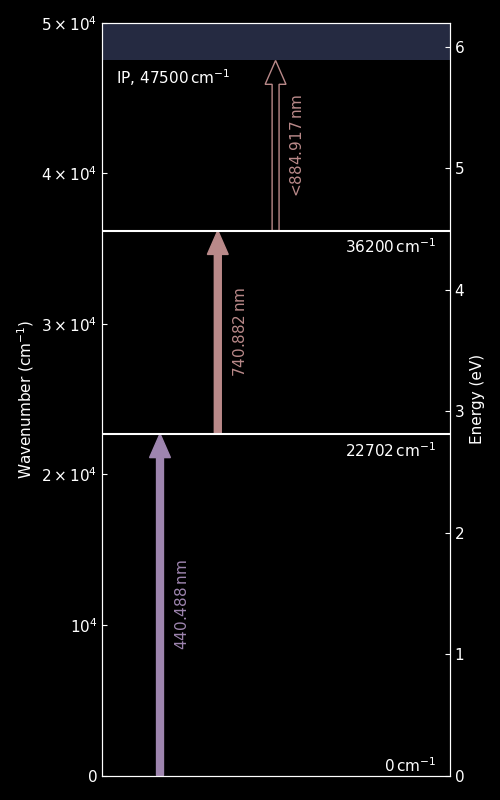 5 × 10⁴
6
IP, 47500 cm⁻¹
<884.917 nm
4 × 10⁴
5
36200 cm⁻¹
4
740.882 nm
3 × 10⁴
Wavenumber (cm⁻¹)
Energy (eV)
3
22702 cm⁻¹
2 × 10⁴
2
440.488 nm
10⁴
1
0 cm⁻¹
0
0